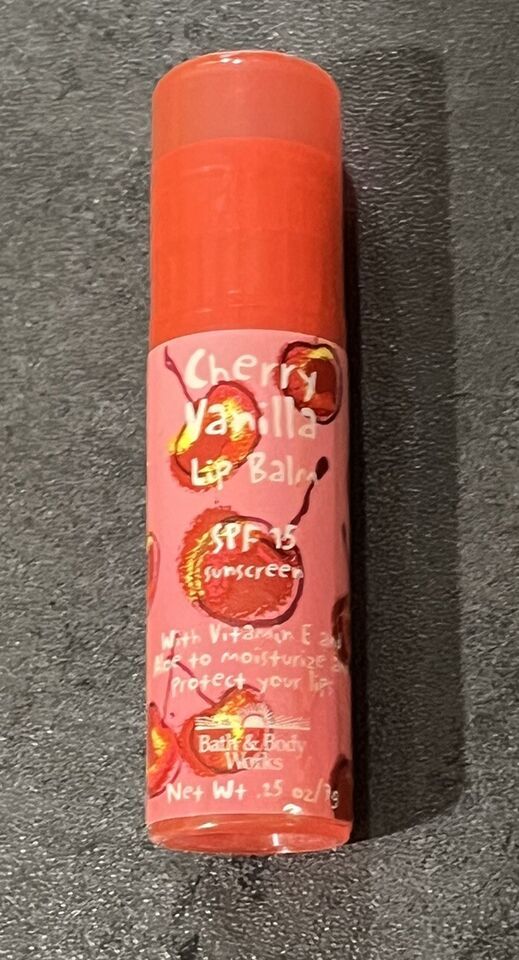 Cherry
Vanilla
Lip Balm
SPF 15
sunscreen
With Vitamin E and
Aloe to moisturize and
Protect your lips
Bath & Body
Works
Net Wt .25 oz/7g